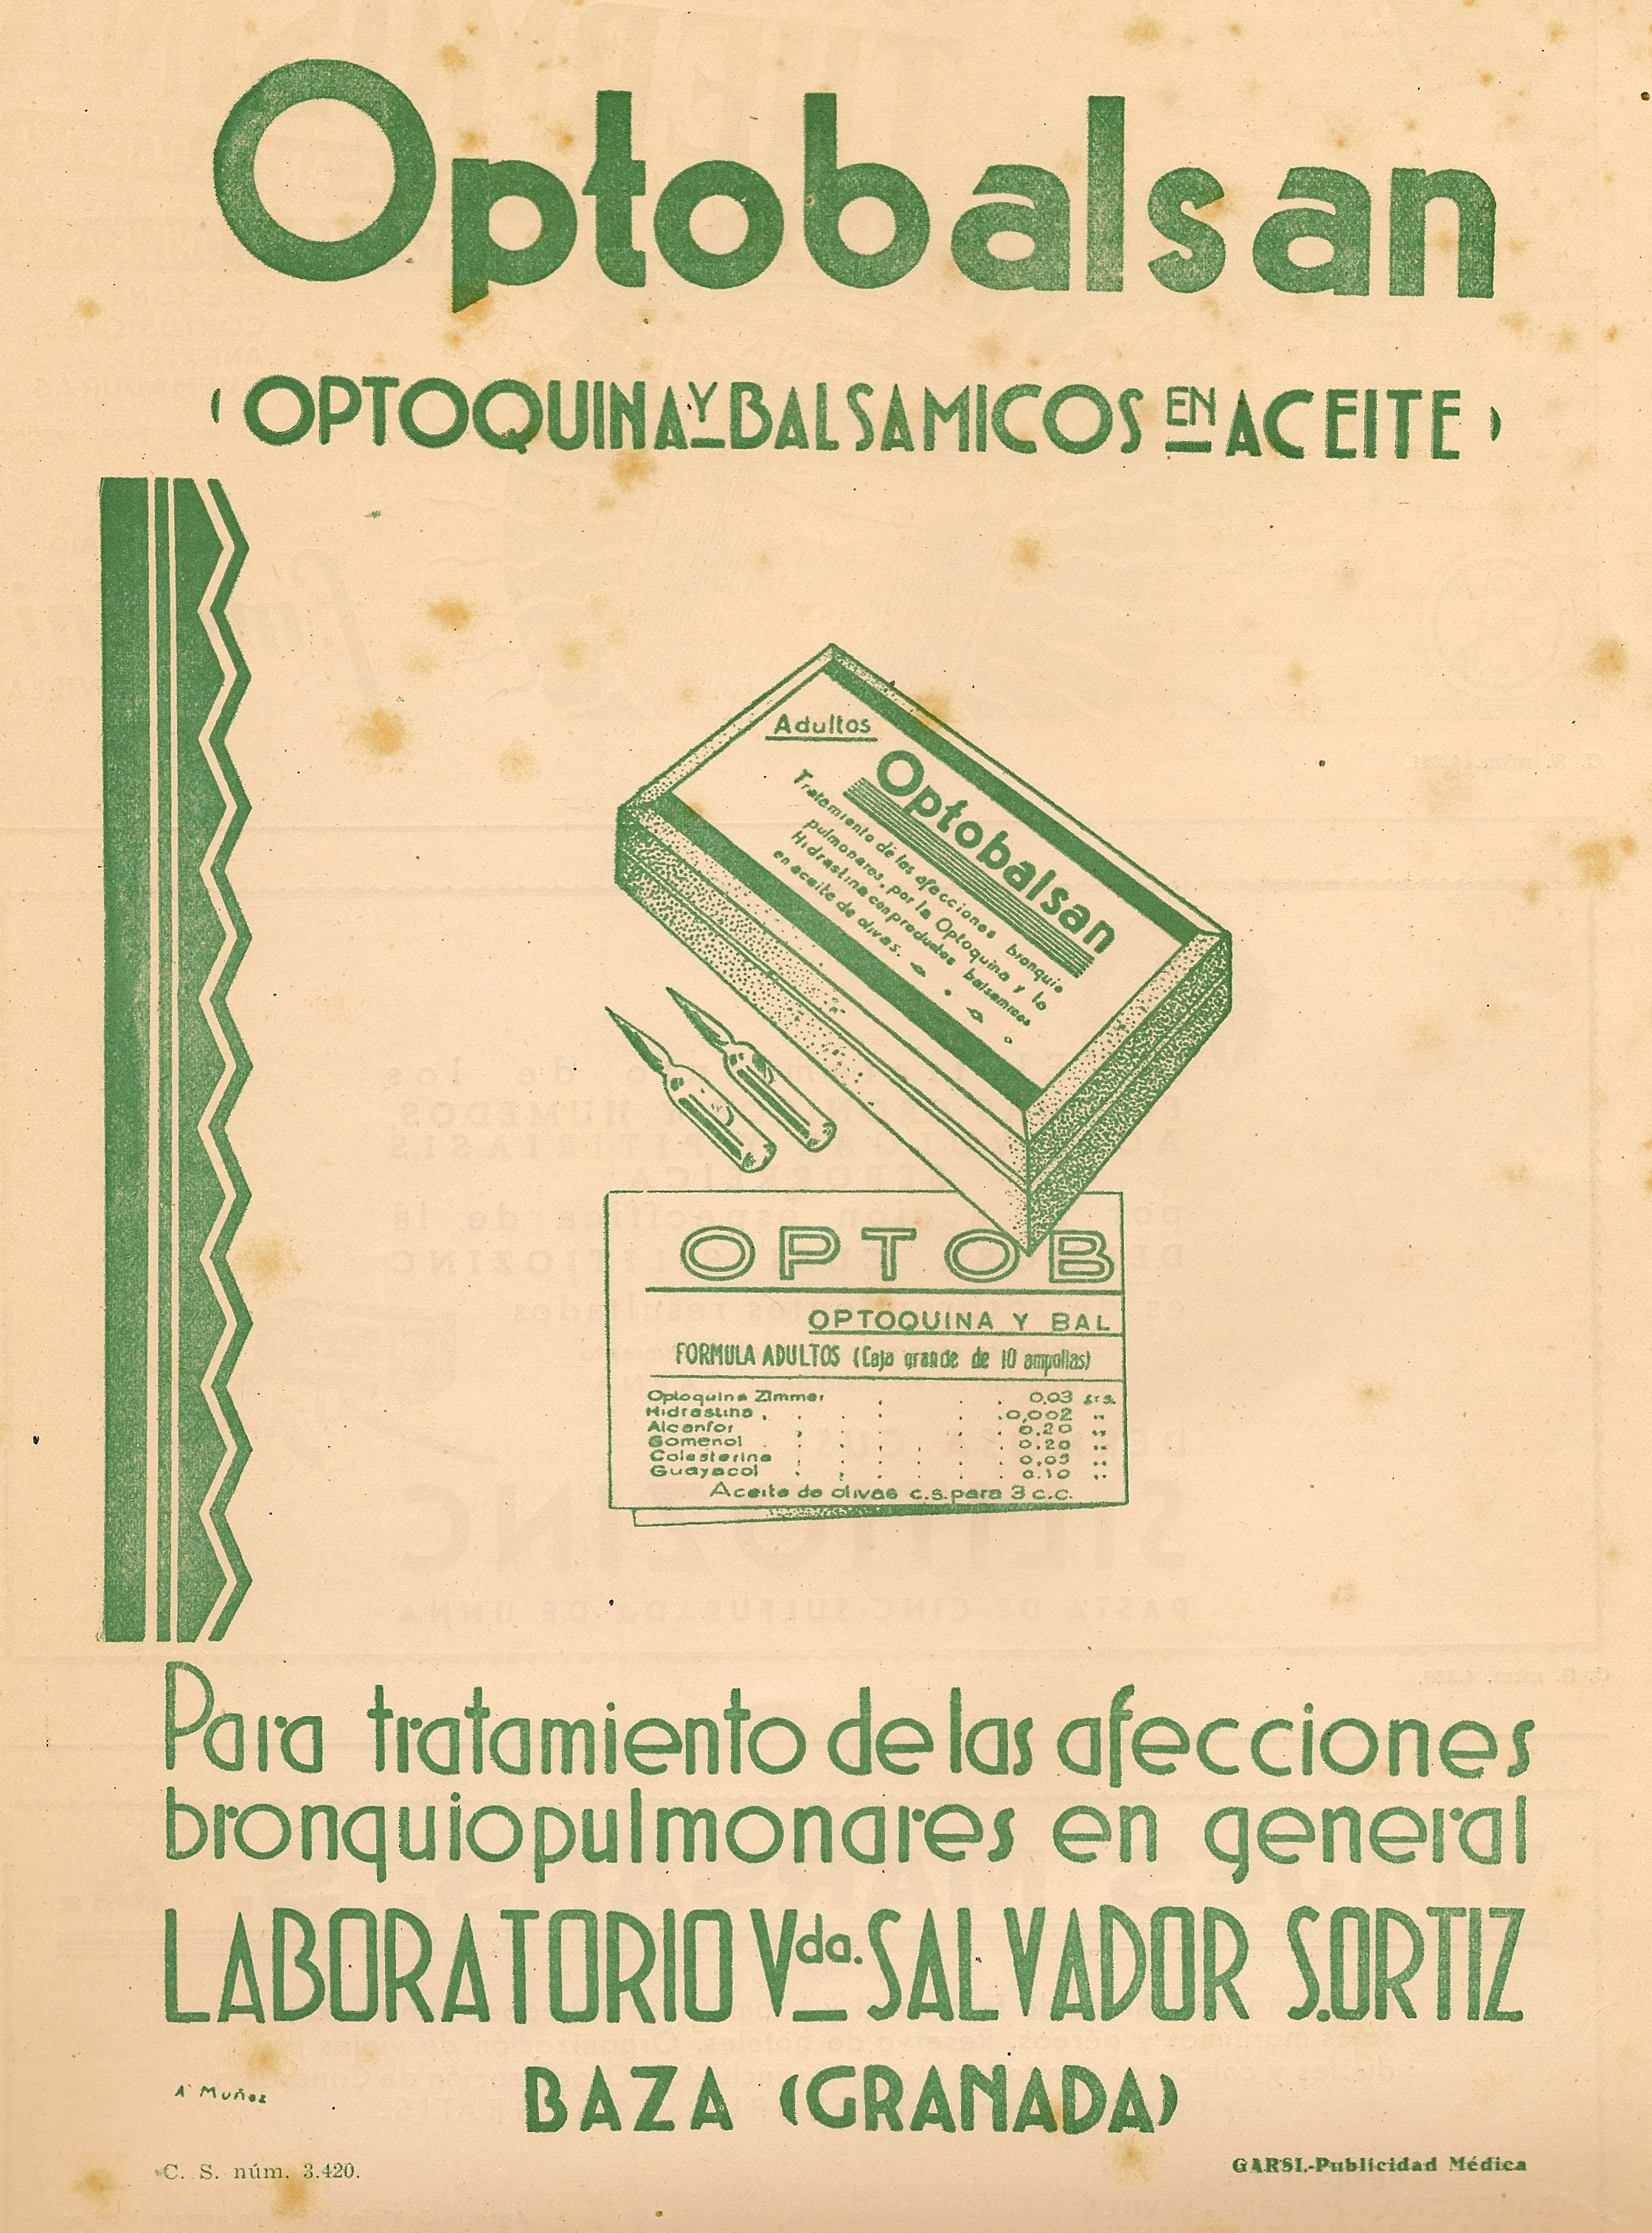 Optobalsan
(OPTOQUINA Y BALSAMICOS EN ACEITE)
Adultos
Optobalsan
Tratamiento de las afecciones bronquio
pulmonares, por la Optoquina y la
Hidrastina con productos balsamicos
en aceite de olivas.
OPTOB
OPTOQUINA Y BAL
FORMULA ADULTOS (Caja grande de 10 ampollas)
Optoquina Zimmer . . . . 0,03 grs.
Hidrastina . . . . . . 0,002 "
Alcanfor . . . . . . 0.20 "
Gomenol . . . . . . 0.20 "
Colesterina . . . . . . 0,05 "
Guayacol . . . . . . 0.10 "
Aceite de olivas c.s. para 3 c.c.
Para tratamiento de las afecciones
bronquiopulmonares en general
LABORATORIO Vda. SALVADOR S. ORTIZ
BAZA (GRANADA)
A Muñoz
C. S. núm. 3.420.
GARSI.-Publicidad Médica